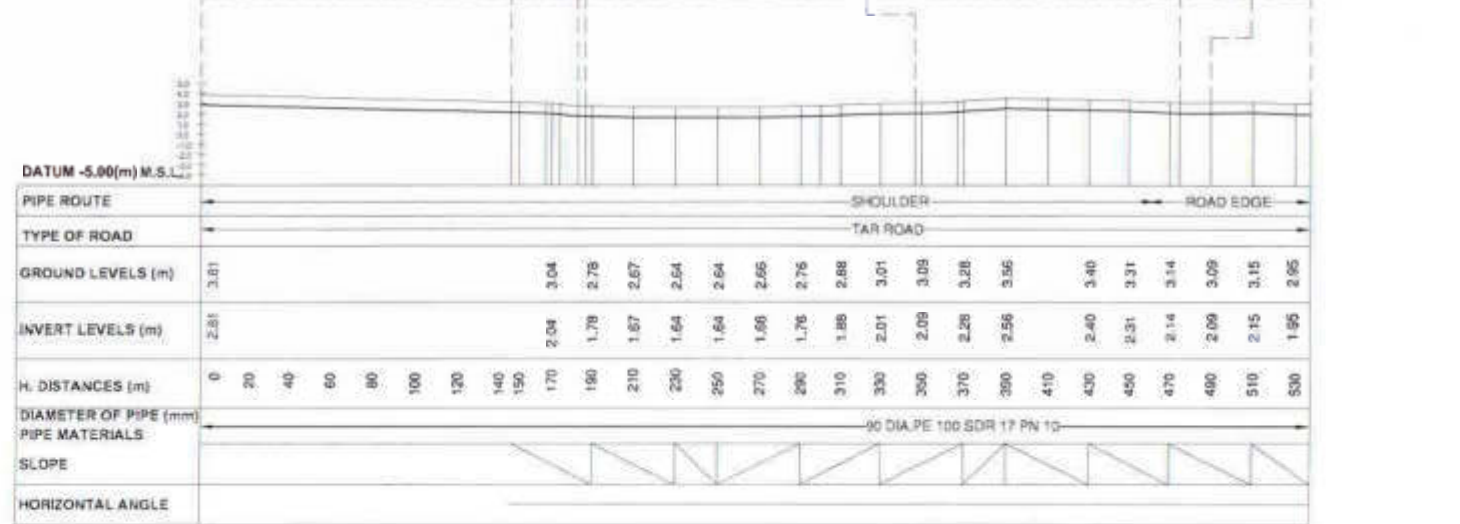 DATUM -5.00(m) M.S.L.
PIPE ROUTE SHOULDER ROAD EDGE
TYPE OF ROAD TAR ROAD
GROUND LEVELS (m) 3.81 3.04 2.78 2.67 2.64 2.64 2.66 2.76 2.88 3.01 3.09 3.28 3.56 3.40 3.31 3.14 3.09 3.15 2.95
INVERT LEVELS (m) 2.81 2.04 1.78 1.67 1.64 1.64 1.66 1.76 1.88 2.01 2.09 2.28 2.56 2.40 2.31 2.14 2.09 2.15 1.95
H. DISTANCES (m) 0 20 40 60 80 100 120 140 150 170 190 210 230 250 270 290 310 330 350 370 390 410 430 450 470 490 510 530
DIAMETER OF PIPE (mm)
PIPE MATERIALS 90 DIA.PE 100 SDR 17 PN 10
SLOPE
HORIZONTAL ANGLE